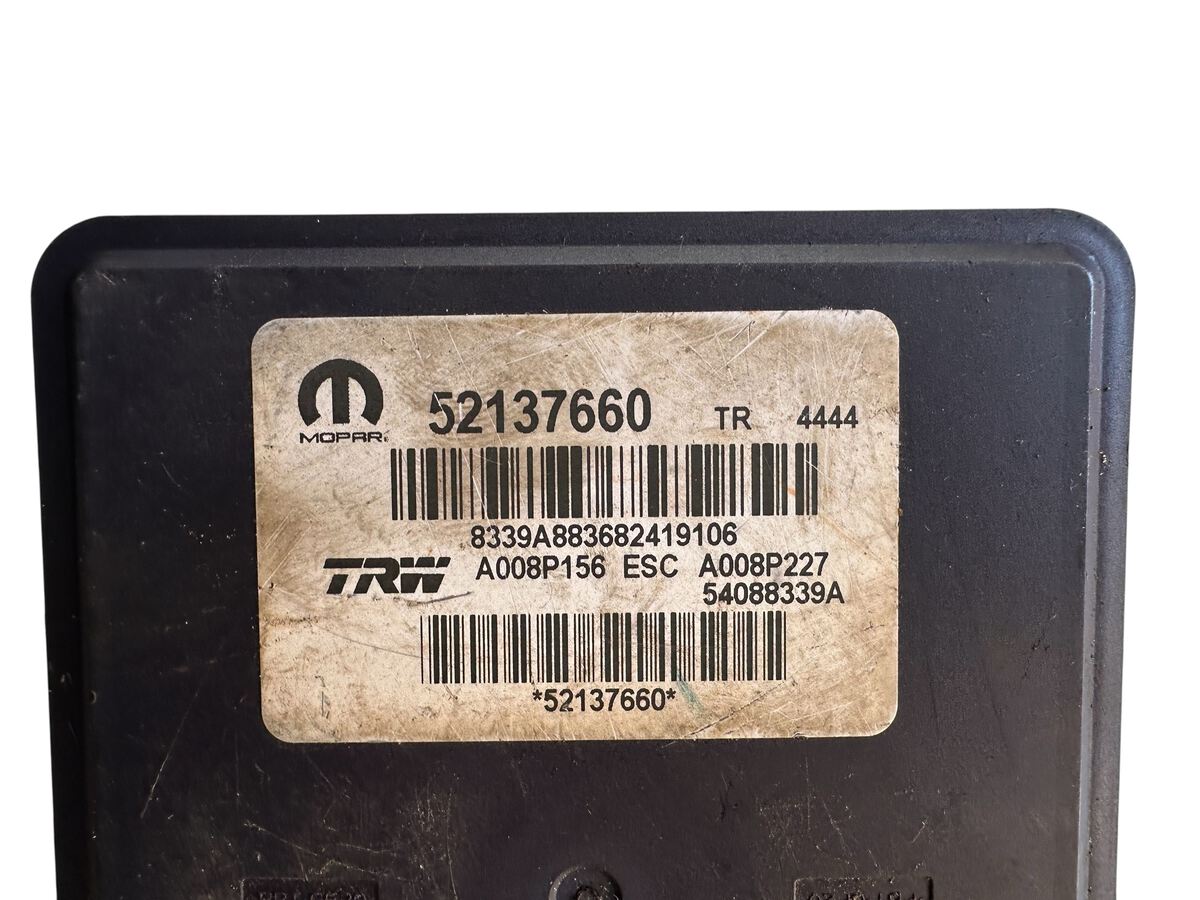 52137660 TR 4444
MOPAR.
8339A883682419106
TRW A008P156 ESC A008P227
54088339A
*52137660*